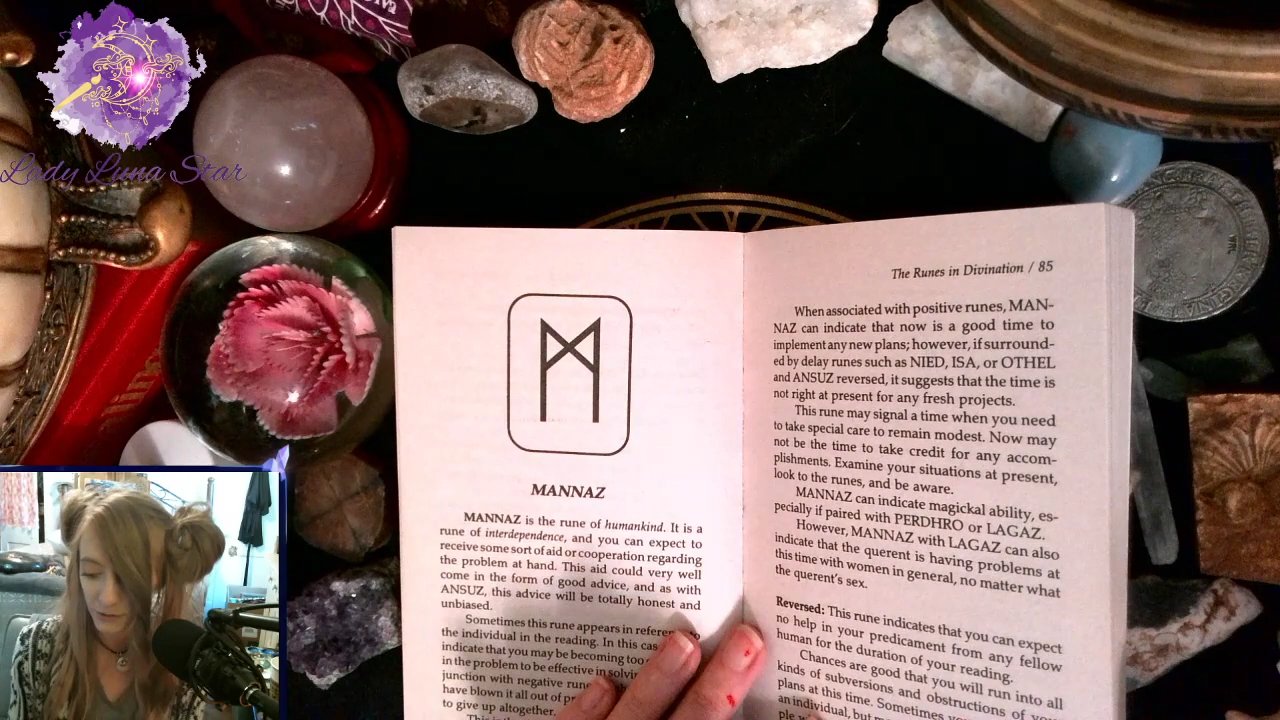 Lady Luna Star
MANNAZ
MANNAZ is the rune of humankind. It is a
rune of interdependence, and you can expect to
receive some sort of aid or cooperation regarding
the problem at hand. This aid could very well
come in the form of good advice, and as with
ANSUZ, this advice will be totally honest and
unbiased.
Sometimes this rune appears in to
the individual in the reading. In this
indicate that you may be becoming too
in the problem to be effective in
junction with negative
have blown it all out of
to give up altogether.
The Runes in Divination / 85
When associated with positive runes, MAN-
NAZ can indicate that now is a good time to
implement any new plans; however, if surround-
ed by delay runes such as NIED, ISA, or OTHEL
and ANSUZ reversed, it suggests that the time is
not right at present for any fresh projects.
This rune may signal a time when you need
to take special care to remain modest. Now may
not be the time to take credit for any accom-
plishments. Examine your situations at present,
look to the runes, and be aware.
MANNAZ can indicate magickal ability, es-
pecially if paired with PERDHRO or LAGAZ.
However, MANNAZ with LAGAZ can also
indicate that the querent is having problems at
this time with women in general, no matter what
the querent's sex.
Reversed: This rune indicates that you can expect
no help in your predicament from any fellow
human for the duration of your reading.
Chances are good that you will run into all
kinds of subversions and obstructions of your
plans at this time. Sometimes
an individual, but